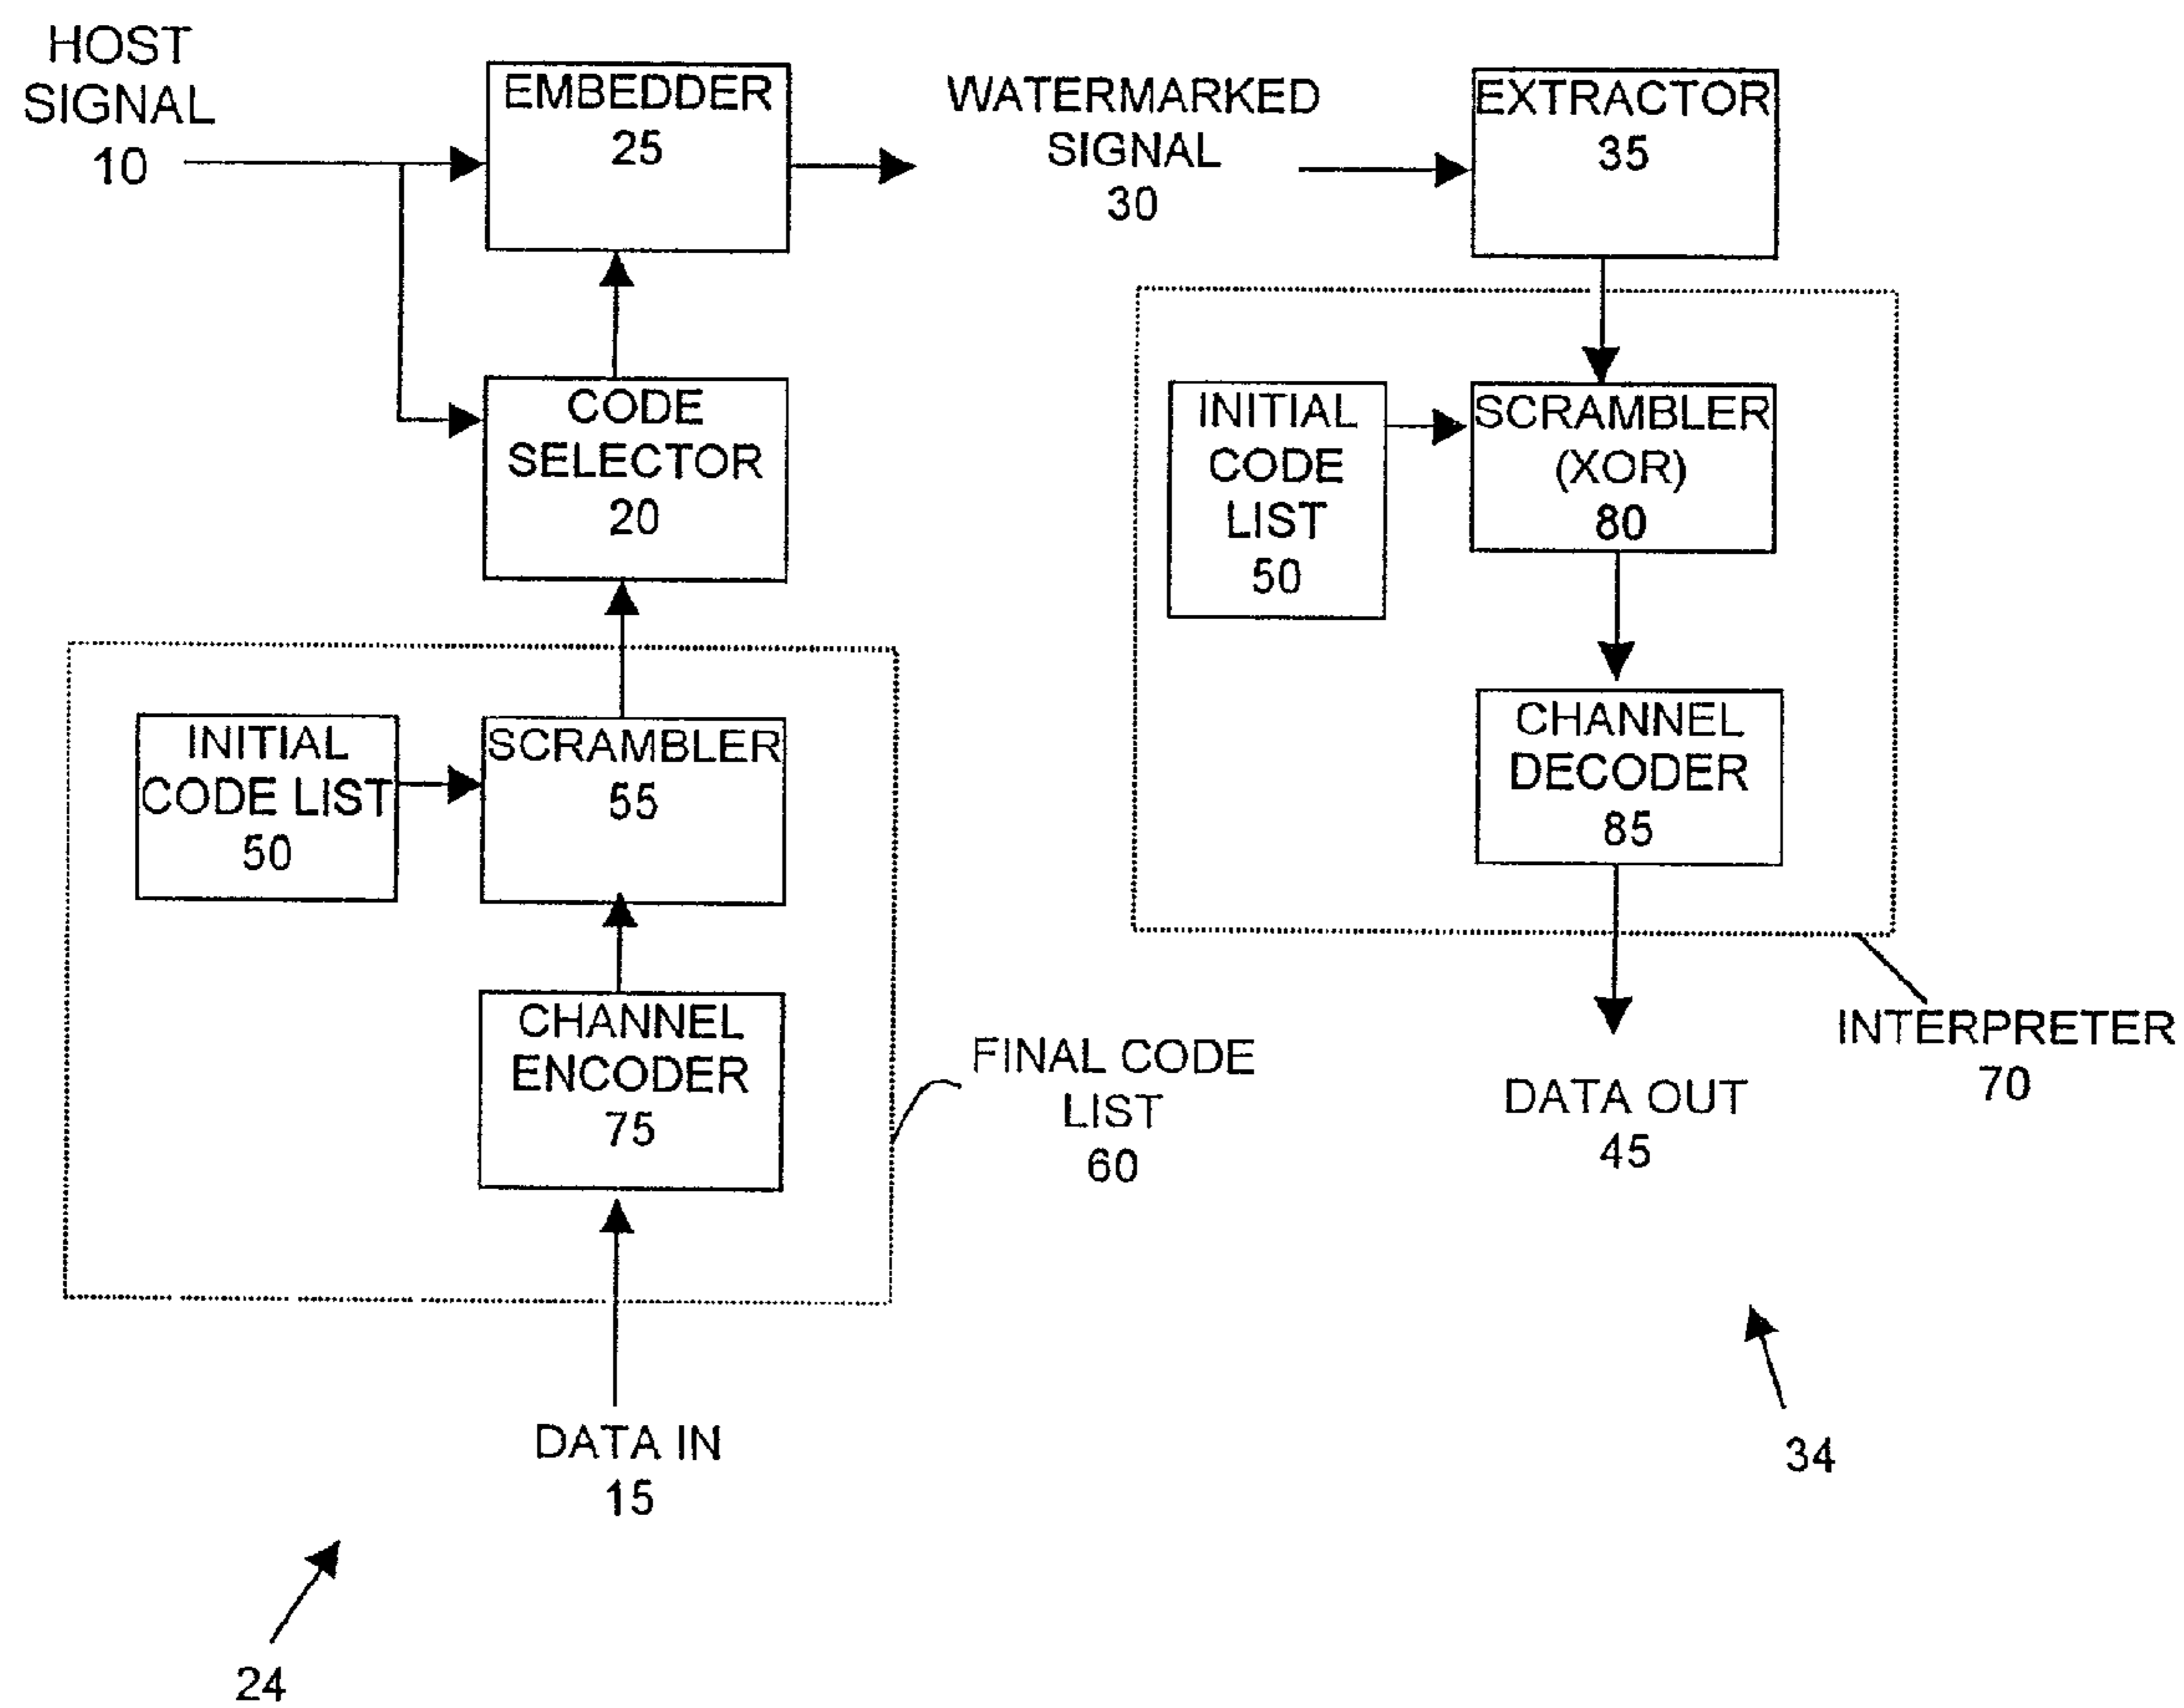 HOST
SIGNAL
10
EMBEDDER
25
WATERMARKED
SIGNAL
30
EXTRACTOR
35
CODE
SELECTOR
20
INITIAL
CODE
LIST
50
SCRAMBLER
(XOR)
80
INITIAL
CODE LIST
50
SCRAMBLER
55
CHANNEL
DECODER
85
CHANNEL
ENCODER
75
FINAL CODE
LIST
60
INTERPRETER
70
DATA OUT
45
DATA IN
15
34
24